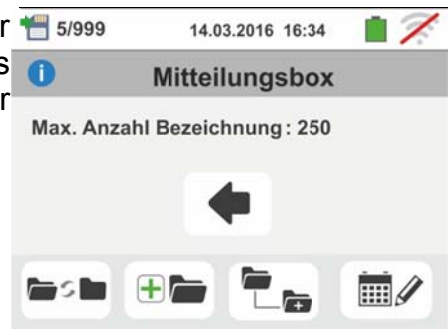 r
s
r
5/999 14.03.2016 16:34
Mitteilungsbox
Max. Anzahl Bezeichnung: 250